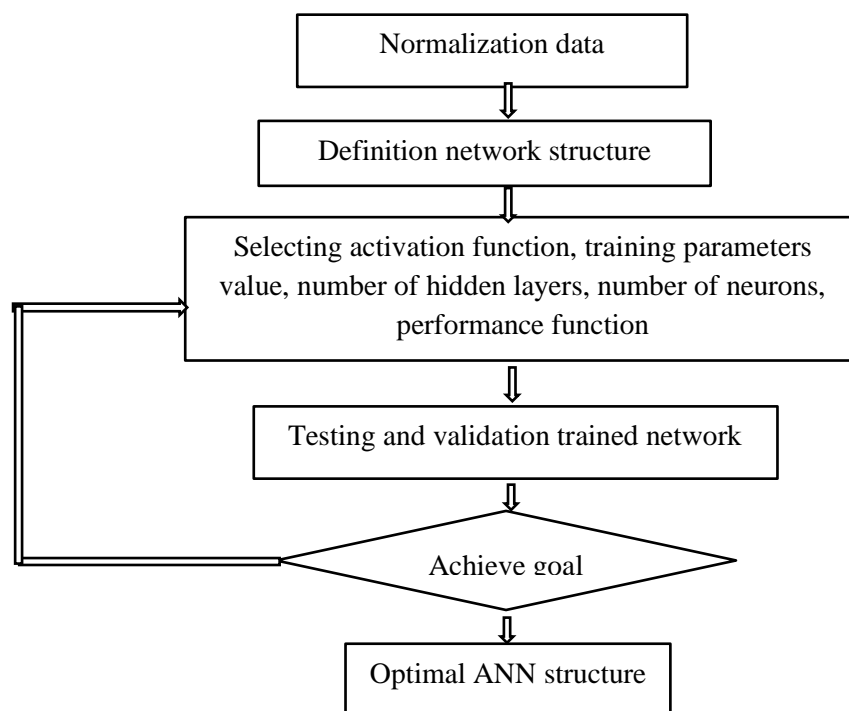 Normalization data
Definition network structure
Selecting activation function, training parameters
value, number of hidden layers, number of neurons,
performance function
Testing and validation trained network
Achieve goal
Optimal ANN structure